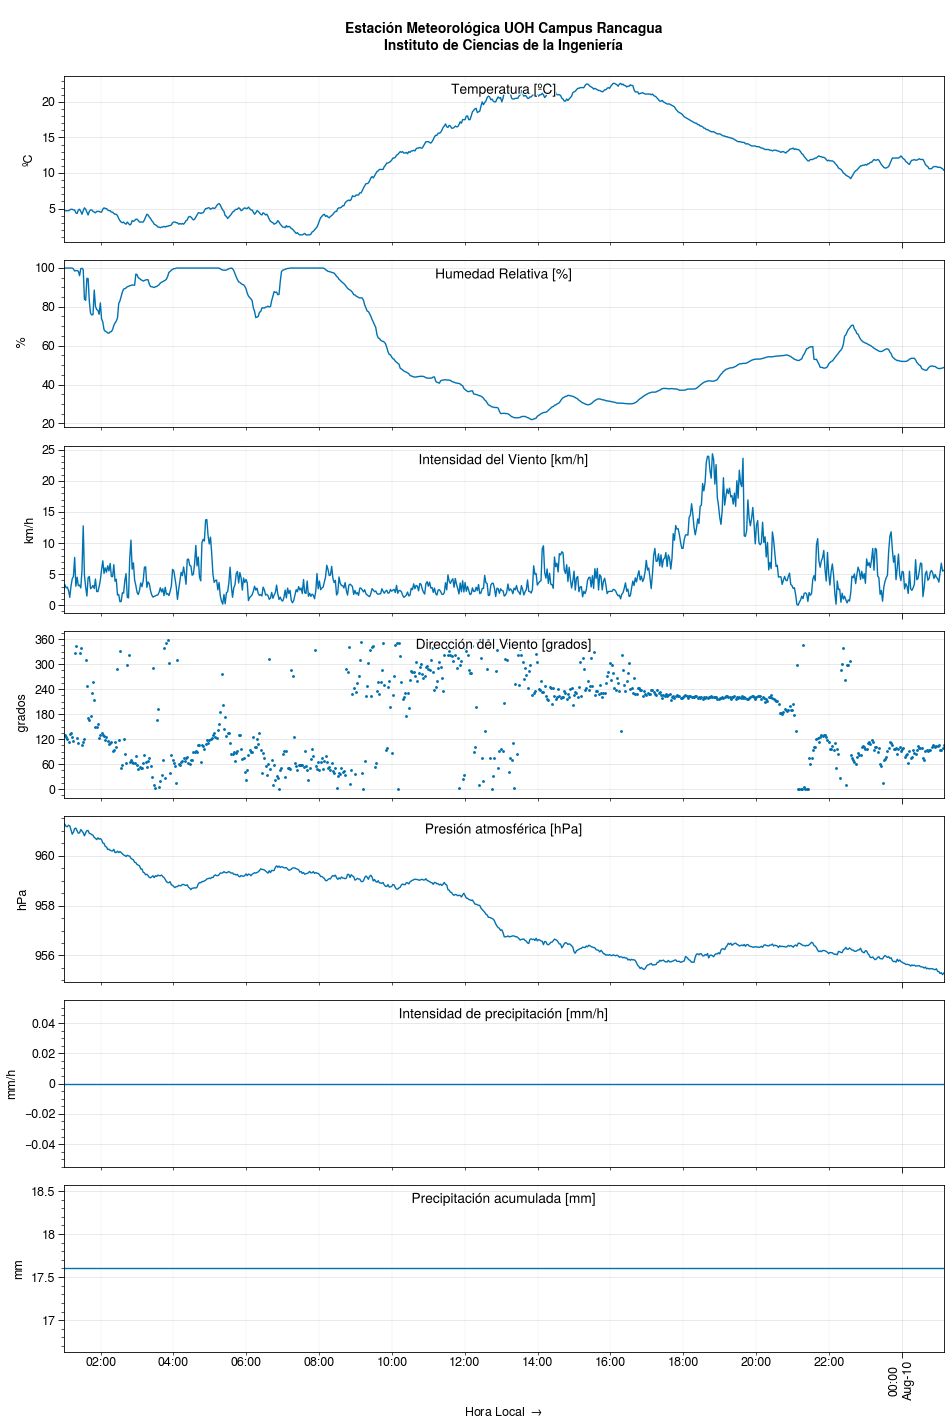 Estación Meteorológica UOH Campus Rancagua
Instituto de Ciencias de la Ingeniería
Temperatura [ºC]
20
15
10
5
ºC
Humedad Relativa [%]
100
80
60
40
20
%
Intensidad del Viento [km/h]
25
20
15
10
5
0
km/h
Dirección del Viento [grados]
360
300
240
180
120
60
0
grados
Presión atmosférica [hPa]
960
958
956
hPa
Intensidad de precipitación [mm/h]
0.04
0.02
0
−0.02
−0.04
mm/h
Precipitación acumulada [mm]
18.5
18
17.5
17
mm
02:00 04:00 06:00 08:00 10:00 12:00 14:00 16:00 18:00 20:00 22:00 00:00
Aug-10
Hora Local →